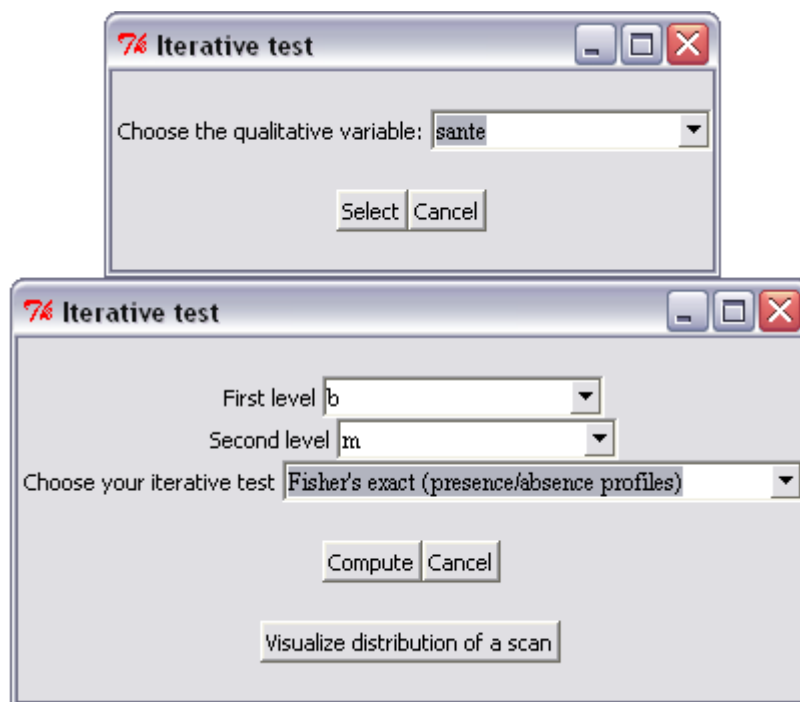 Iterative test
Choose the qualitative variable: sante
Select Cancel
Iterative test
First level b
Second level m
Choose your iterative test Fisher's exact (presence/absence profiles)
Compute Cancel
Visualize distribution of a scan